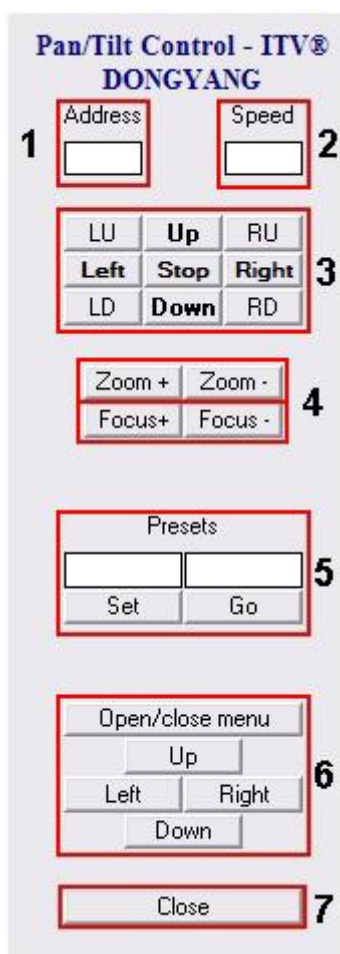 Pan/Tilt Control - ITV®
DONGYANG
Address Speed
1 2
LU Up RU
Left Stop Right 3
LD Down RD
Zoom + Zoom -
4
Focus+ Focus -
Presets
5
Set Go
Open/close menu
Up
6
Left Right
Down
Close 7